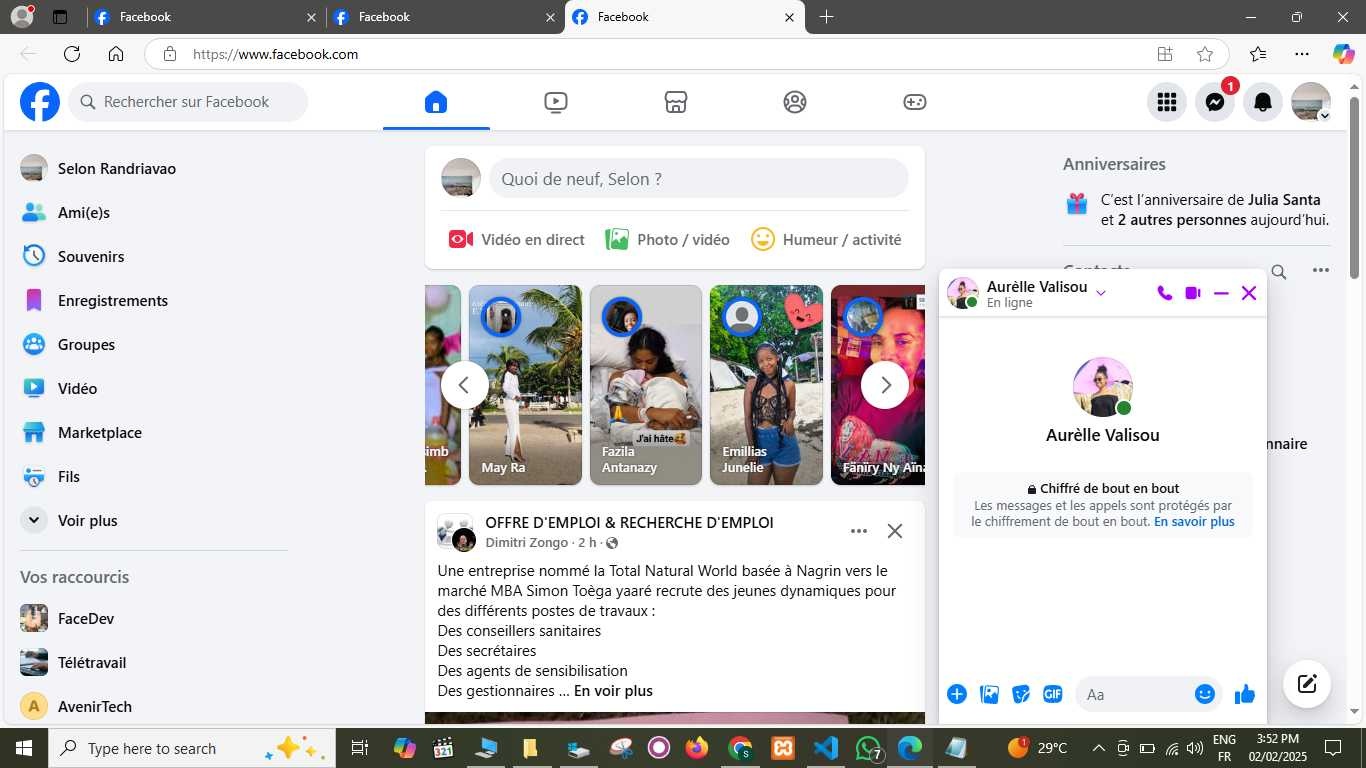 Facebook
Facebook
Facebook
https://www.facebook.com
Rechercher sur Facebook
1
Selon Randriavao
Ami(e)s
Souvenirs
Enregistrements
Groupes
Vidéo
Marketplace
Fils
Voir plus
Vos raccourcis
FaceDev
Télétravail
A
AvenirTech
Quoi de neuf, Selon ?
Vidéo en direct
Photo / vidéo
Humeur / activité
May Ra
J'ai hâte
Fazila
Antanazy
Emillias
Junelie
Fäniry Ny Aïna
OFFRE D'EMPLOI & RECHERCHE D'EMPLOI
Dimitri Zongo · 2 h ·
Une entreprise nommé la Total Natural World basée à Nagrin vers le
marché MBA Simon Toèga yaaré recrute des jeunes dynamiques pour
des différents postes de travaux :
Des conseillers sanitaires
Des secrétaires
Des agents de sensibilisation
Des gestionnaires ... En voir plus
Anniversaires
C'est l'anniversaire de Julia Santa
et 2 autres personnes aujourd'hui.
Contacts
nnaire
Aurèlle Valisou
En ligne
Aurèlle Valisou
Chiffré de bout en bout
Les messages et les appels sont protégés par
le chiffrement de bout en bout. En savoir plus
GIF
Aa
Type here to search
321
7
1
29°C
ENG
FR
3:52 PM
02/02/2025